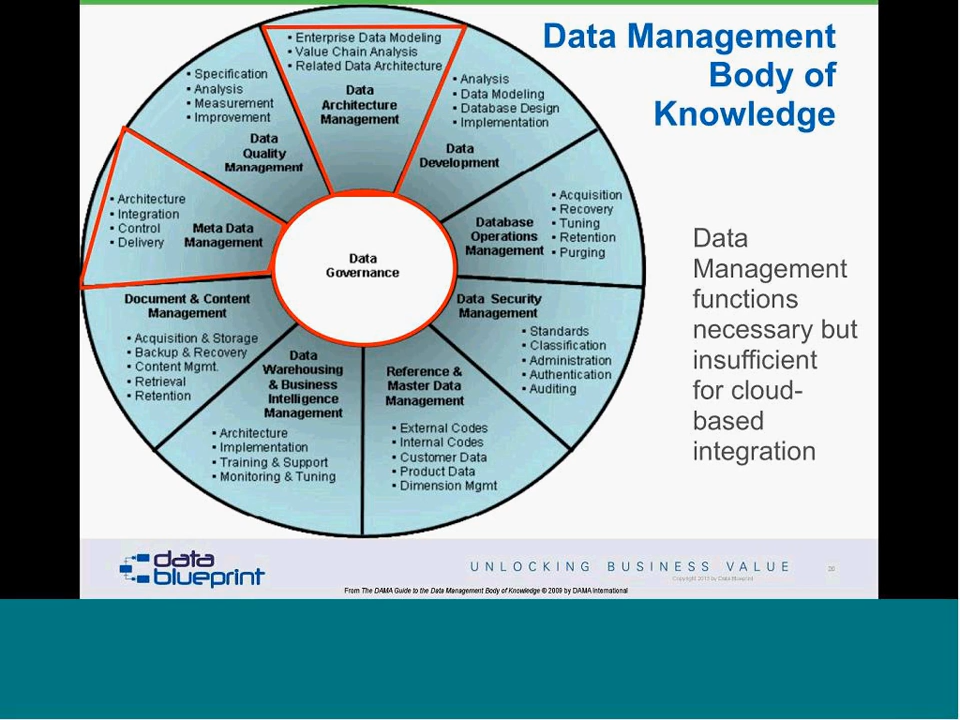 Data Management
Body of
Knowledge
• Enterprise Data Modeling
• Value Chain Analysis
• Related Data Architecture
Data
Architecture
Management
• Analysis
• Data Modeling
• Database Design
• Implementation
Data
Development
• Acquisition
• Recovery
• Tuning
• Retention
• Purging
Database
Operations
Management
Data Security
Management
• Standards
• Classification
• Administration
• Authentication
• Auditing
Reference &
Master Data
Management
• External Codes
• Internal Codes
• Customer Data
• Product Data
• Dimension Mgmt
Data
Warehousing
& Business
Intelligence
Management
• Architecture
• Implementation
• Training & Support
• Monitoring & Tuning
Document & Content
Management
• Acquisition & Storage
• Backup & Recovery
• Content Mgmt.
• Retrieval
• Retention
• Architecture
• Integration
• Control
• Delivery
Meta Data
Management
• Specification
• Analysis
• Measurement
• Improvement
Data
Quality
Management
Data
Governance
Data
Management
functions
necessary but
insufficient
for cloud-
based
integration
data
blueprint
UNLOCKING BUSINESS VALUE
Copyright 2013 by Data Blueprint
From The DAMA Guide to the Data Management Body of Knowledge © 2009 by DAMA International